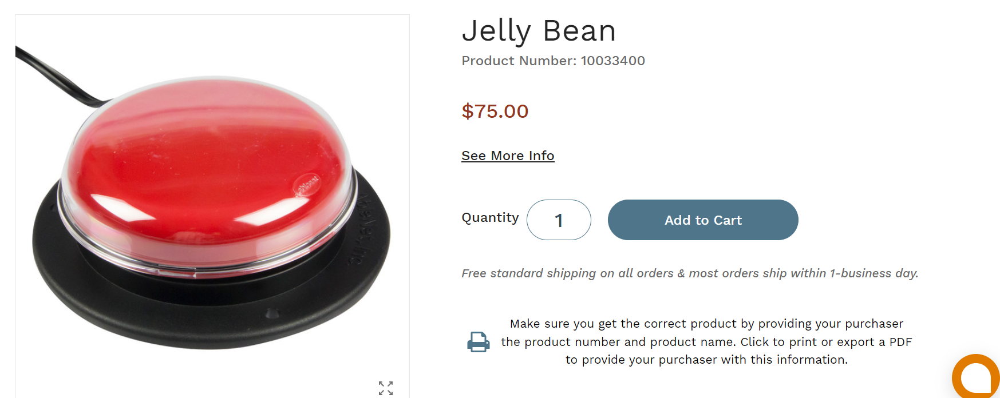 Jelly Bean
Product Number: 10033400
$75.00
See More Info
Quantity
1
Add to Cart
Free standard shipping on all orders & most orders ship within 1-business day.
Make sure you get the correct product by providing your purchaser
the product number and product name. Click to print or export a PDF
to provide your purchaser with this information.
ablenet
AbleNet, Inc.